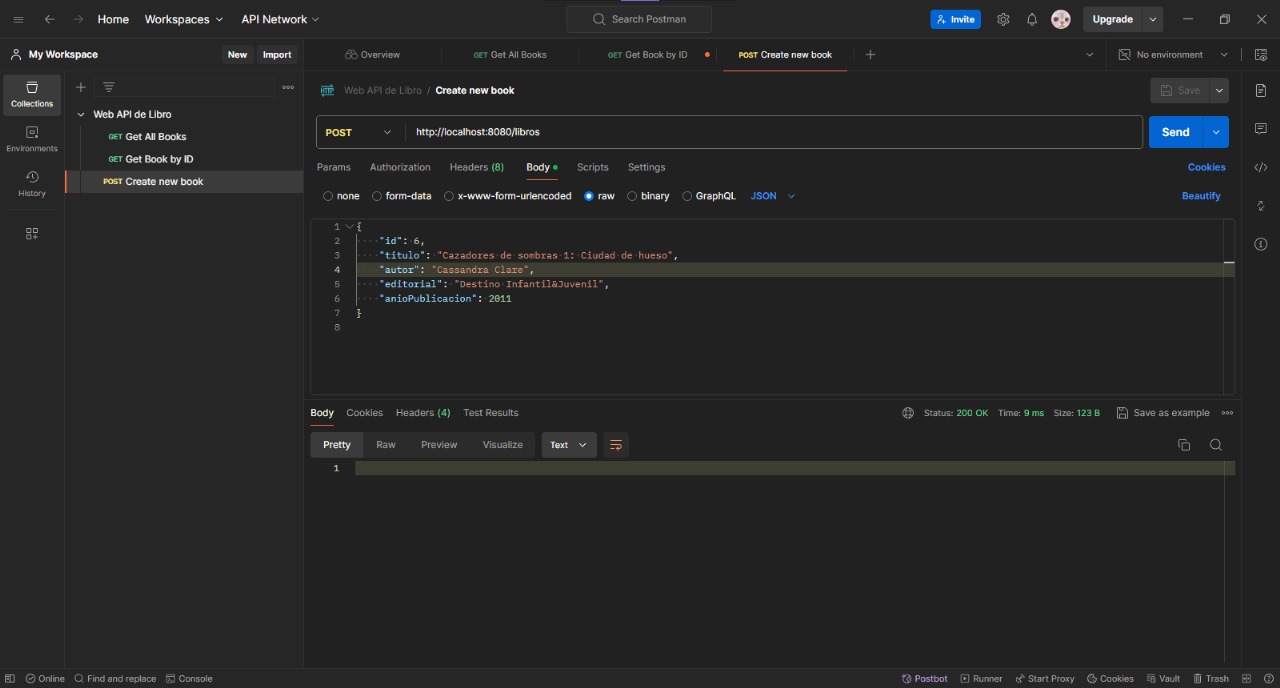 Home Workspaces API Network Search Postman Invite Upgrade
My Workspace New Import Overview GET Get All Books GET Get Book by ID POST Create new book No environment
Collections
Environments
History
Web API de Libro
GET Get All Books
GET Get Book by ID
POST Create new book
Web API de Libro / Create new book Save
POST http://localhost:8080/libros Send
Params Authorization Headers (8) Body Scripts Settings Cookies
none form-data x-www-form-urlencoded raw binary GraphQL JSON Beautify
1 {
2 "id": 6,
3 "titulo": "Cazadores de sombras 1: Ciudad de hueso",
4 "autor": "Cassandra Clare",
5 "editorial": "Destino Infantil&Juvenil",
6 "anioPublicacion": 2011
7 }
8
Body Cookies Headers (4) Test Results Status: 200 OK Time: 9 ms Size: 123 B Save as example
Pretty Raw Preview Visualize Text
1
Online Find and replace Console Postbot Runner Start Proxy Cookies Vault Trash